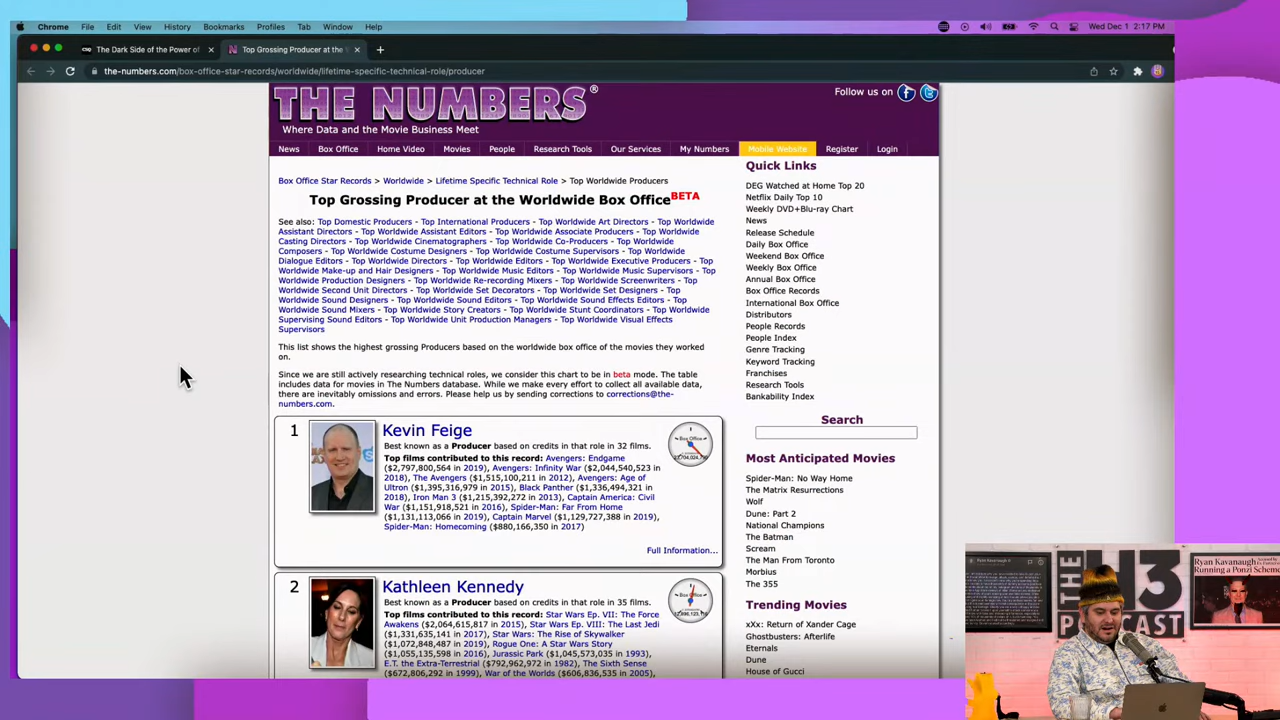 Chrome File Edit View History Bookmarks Profiles Tab Window Help
Wed Dec 1 2:17 PM
The Dark Side of the Power of
Top Grossing Producer at the
the-numbers.com/box-office-star-records/worldwide/lifetime-specific-technical-role/producer
THE NUMBERS®
Where Data and the Movie Business Meet
Follow us on
News Box Office Home Video Movies People Research Tools Our Services My Numbers Mobile Website Register Login
Box Office Star Records > Worldwide > Lifetime Specific Technical Role > Top Worldwide Producers
Top Grossing Producer at the Worldwide Box Office BETA
See also: Top Domestic Producers - Top International Producers - Top Worldwide Art Directors - Top Worldwide
Assistant Directors - Top Worldwide Assistant Editors - Top Worldwide Associate Producers - Top Worldwide
Casting Directors - Top Worldwide Cinematographers - Top Worldwide Co-Producers - Top Worldwide
Composers - Top Worldwide Costume Designers - Top Worldwide Costume Supervisors - Top Worldwide
Dialogue Editors - Top Worldwide Directors - Top Worldwide Editors - Top Worldwide Executive Producers - Top
Worldwide Make-up and Hair Designers - Top Worldwide Music Editors - Top Worldwide Music Supervisors - Top
Worldwide Production Designers - Top Worldwide Re-recording Mixers - Top Worldwide Screenwriters - Top
Worldwide Second Unit Directors - Top Worldwide Set Decorators - Top Worldwide Set Designers - Top
Worldwide Sound Designers - Top Worldwide Sound Editors - Top Worldwide Sound Effects Editors - Top
Worldwide Sound Mixers - Top Worldwide Story Creators - Top Worldwide Stunt Coordinators - Top Worldwide
Supervising Sound Editors - Top Worldwide Unit Production Managers - Top Worldwide Visual Effects
Supervisors
This list shows the highest grossing Producers based on the worldwide box office of the movies they worked
on.
Since we are still actively researching technical roles, we consider this chart to be in beta mode. The table
includes data for movies in The Numbers database. While we make every effort to collect all available data,
there are inevitably omissions and errors. Please help us by sending corrections to corrections@the-
numbers.com.
1 Kevin Feige
Best known as a Producer based on credits in that role in 32 films.
Top films contributed to this record: Avengers: Endgame
($2,797,800,564 in 2019), Avengers: Infinity War ($2,044,540,523 in
2018), The Avengers ($1,515,100,211 in 2012), Avengers: Age of
Ultron ($1,395,316,979 in 2015), Black Panther ($1,336,494,321 in
2018), Iron Man 3 ($1,215,392,272 in 2013), Captain America: Civil
War ($1,151,918,521 in 2016), Spider-Man: Far From Home
($1,131,113,066 in 2019), Captain Marvel ($1,129,727,388 in 2019),
Spider-Man: Homecoming ($880,166,350 in 2017)
Box Office
Full Information...
2 Kathleen Kennedy
Best known as a Producer based on credits in that role in 35 films.
Top films contributed to this record: Star Wars Ep. VII: The Force
Awakens ($2,064,615,817 in 2015), Star Wars Ep. VIII: The Last Jedi
($1,331,635,141 in 2017), Star Wars: The Rise of Skywalker
($1,072,848,487 in 2019), Rogue One: A Star Wars Story
($1,055,135,598 in 2016), Jurassic Park ($1,045,573,035 in 1993),
E.T. the Extra-Terrestrial ($792,962,972 in 1982), The Sixth Sense
($672,806,292 in 1999), War of the Worlds ($606,836,535 in 2005),
Box Office
Quick Links
DEG Watched at Home Top 20
Netflix Daily Top 10
Weekly DVD+Blu-ray Chart
News
Release Schedule
Daily Box Office
Weekend Box Office
Weekly Box Office
Annual Box Office
Box Office Records
International Box Office
Distributors
People Records
People Index
Genre Tracking
Keyword Tracking
Franchises
Research Tools
Bankability Index
Search
Most Anticipated Movies
Spider-Man: No Way Home
The Matrix Resurrections
Wolf
Dune: Part 2
National Champions
The Batman
Scream
The Man From Toronto
Morbius
The 355
Trending Movies
xXx: Return of Xander Cage
Ghostbusters: Afterlife
Eternals
Dune
House of Gucci
THE
PODCAST
Ryan Kavanaugh
Running a Ponzi Scheme